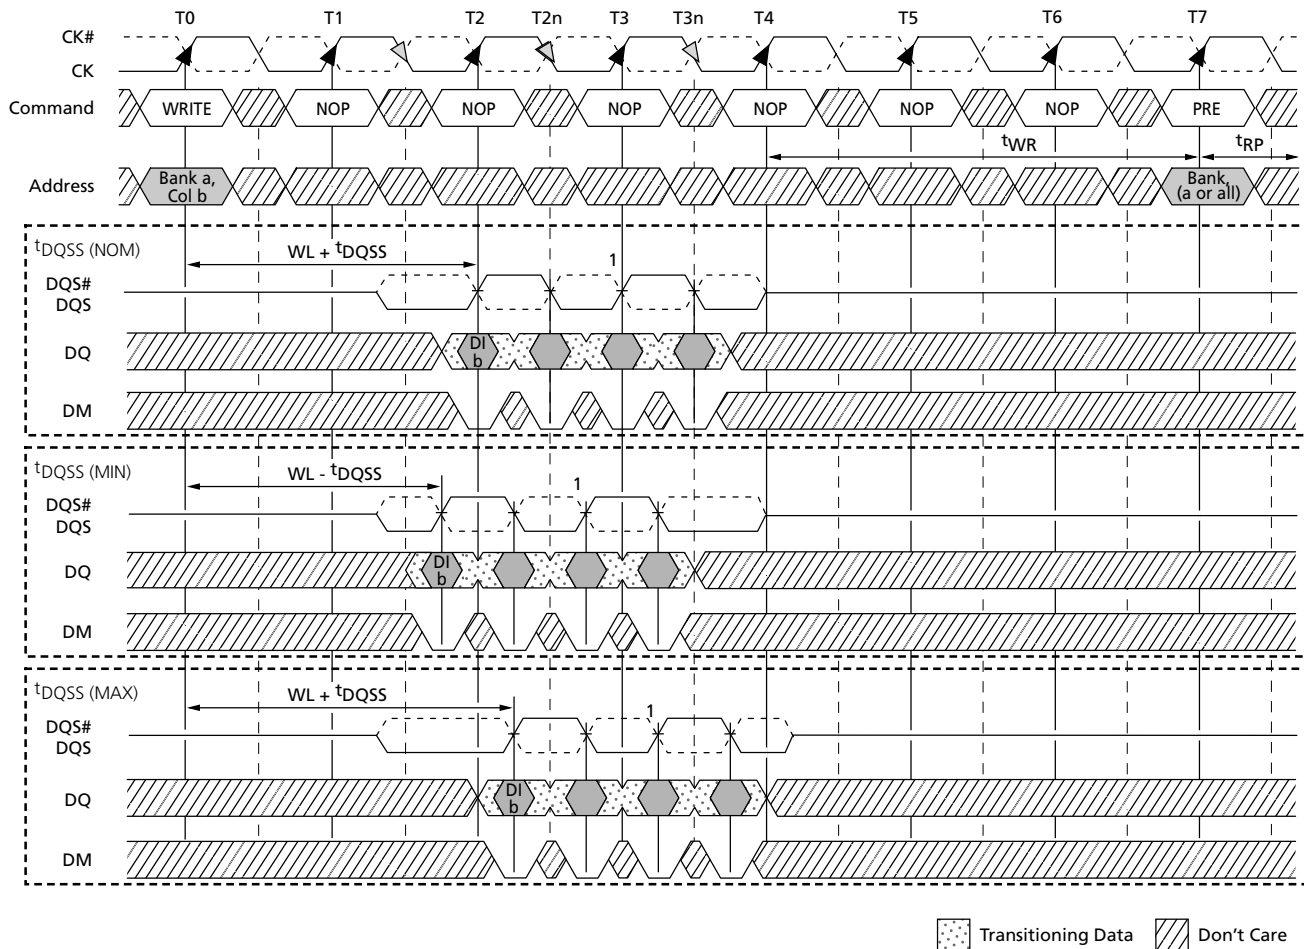 T0 T1 T2 T2n T3 T3n T4 T5 T6 T7
CK#
CK
Command WRITE NOP NOP NOP NOP NOP NOP PRE
tWR tRP
Address Bank a, Col b Bank, (a or all)
tDQSS (NOM)
WL + tDQSS 1
DQS#
DQS
DQ DI b
DM
tDQSS (MIN)
WL - tDQSS 1
DQS#
DQS
DQ DI b
DM
tDQSS (MAX)
WL + tDQSS 1
DQS#
DQS
DQ DI b
DM
Transitioning Data Don't Care